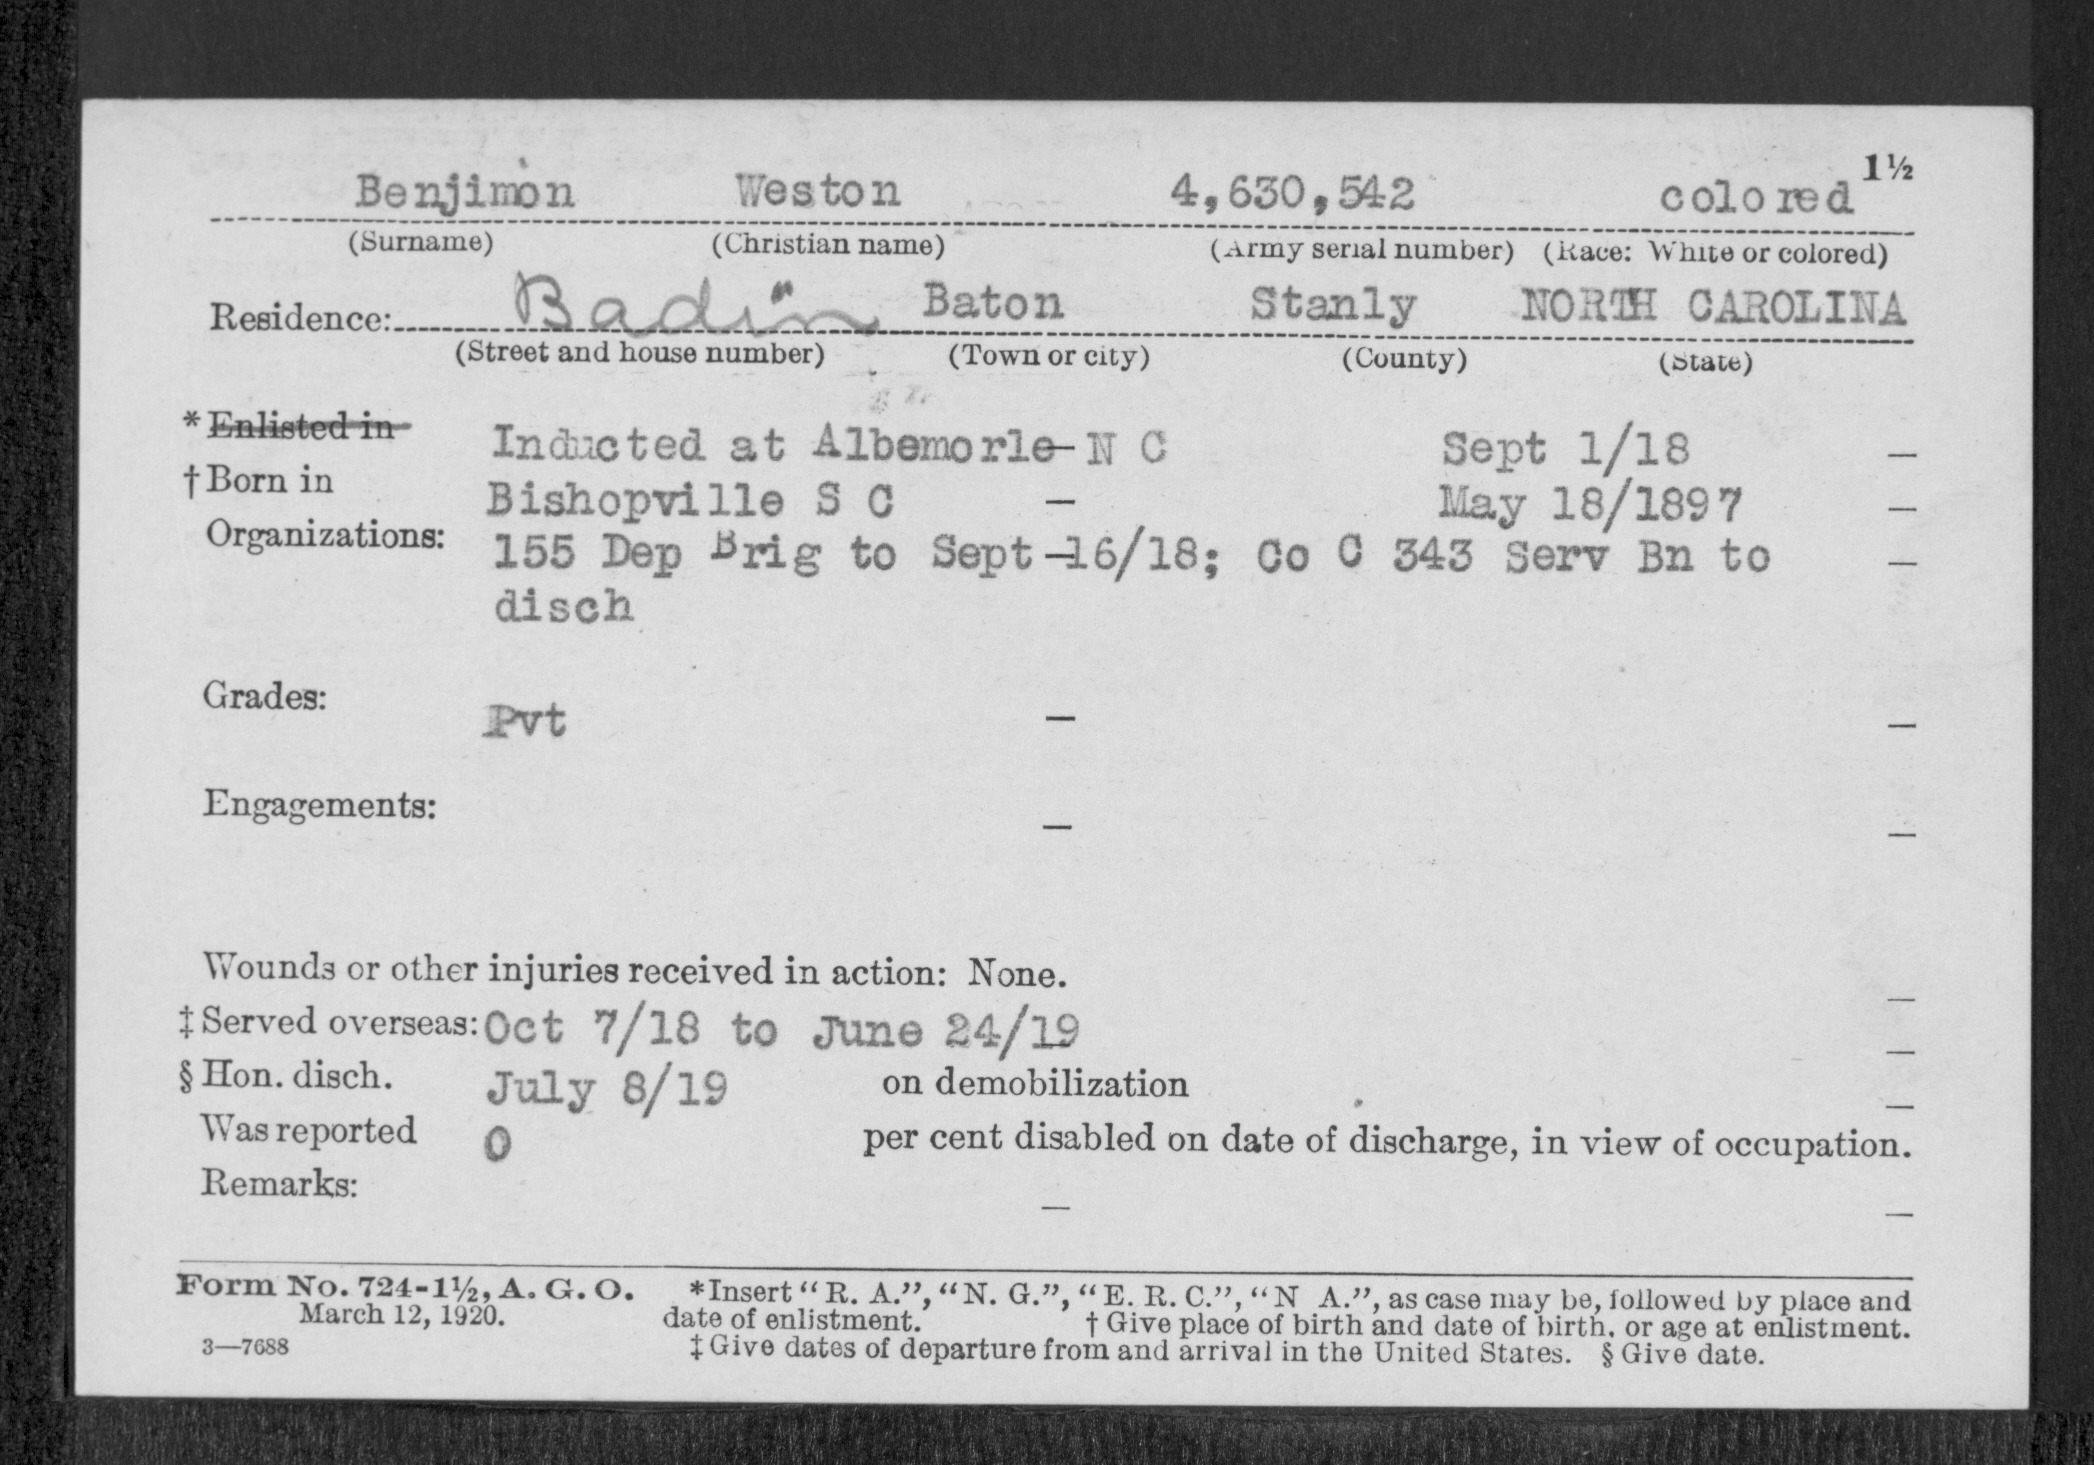 1½
Benjimon Weston 4,630,542 colored
(Surname) (Christian name) (Army serial number) (Race: White or colored)
Residence: Badin " Baton Stanly NORTH CAROLINA
(Street and house number) (Town or city) (County) (State)
* Enlisted in Inducted at Albemorle - N C Sept 1/18 —
† Born in Bishopville S C — May 18/1897 —
Organizations: 155 Dep Brig to Sept - 16/18; Co C 343 Serv Bn to —
disch
Grades: Pvt — —
Engagements: — —
Wounds or other injuries received in action: None. —
‡ Served overseas: Oct 7/18 to June 24/19 —
§ Hon. disch. July 8/19 on demobilization —
Was reported 0 per cent disabled on date of discharge, in view of occupation.
Remarks: — —
Form No. 724-1½, A. G. O. *Insert "R. A.", "N. G.", "E. R. C.", "N A.", as case may be, followed by place and
March 12, 1920. date of enlistment. † Give place of birth and date of birth, or age at enlistment.
3—7688 ‡ Give dates of departure from and arrival in the United States. § Give date.